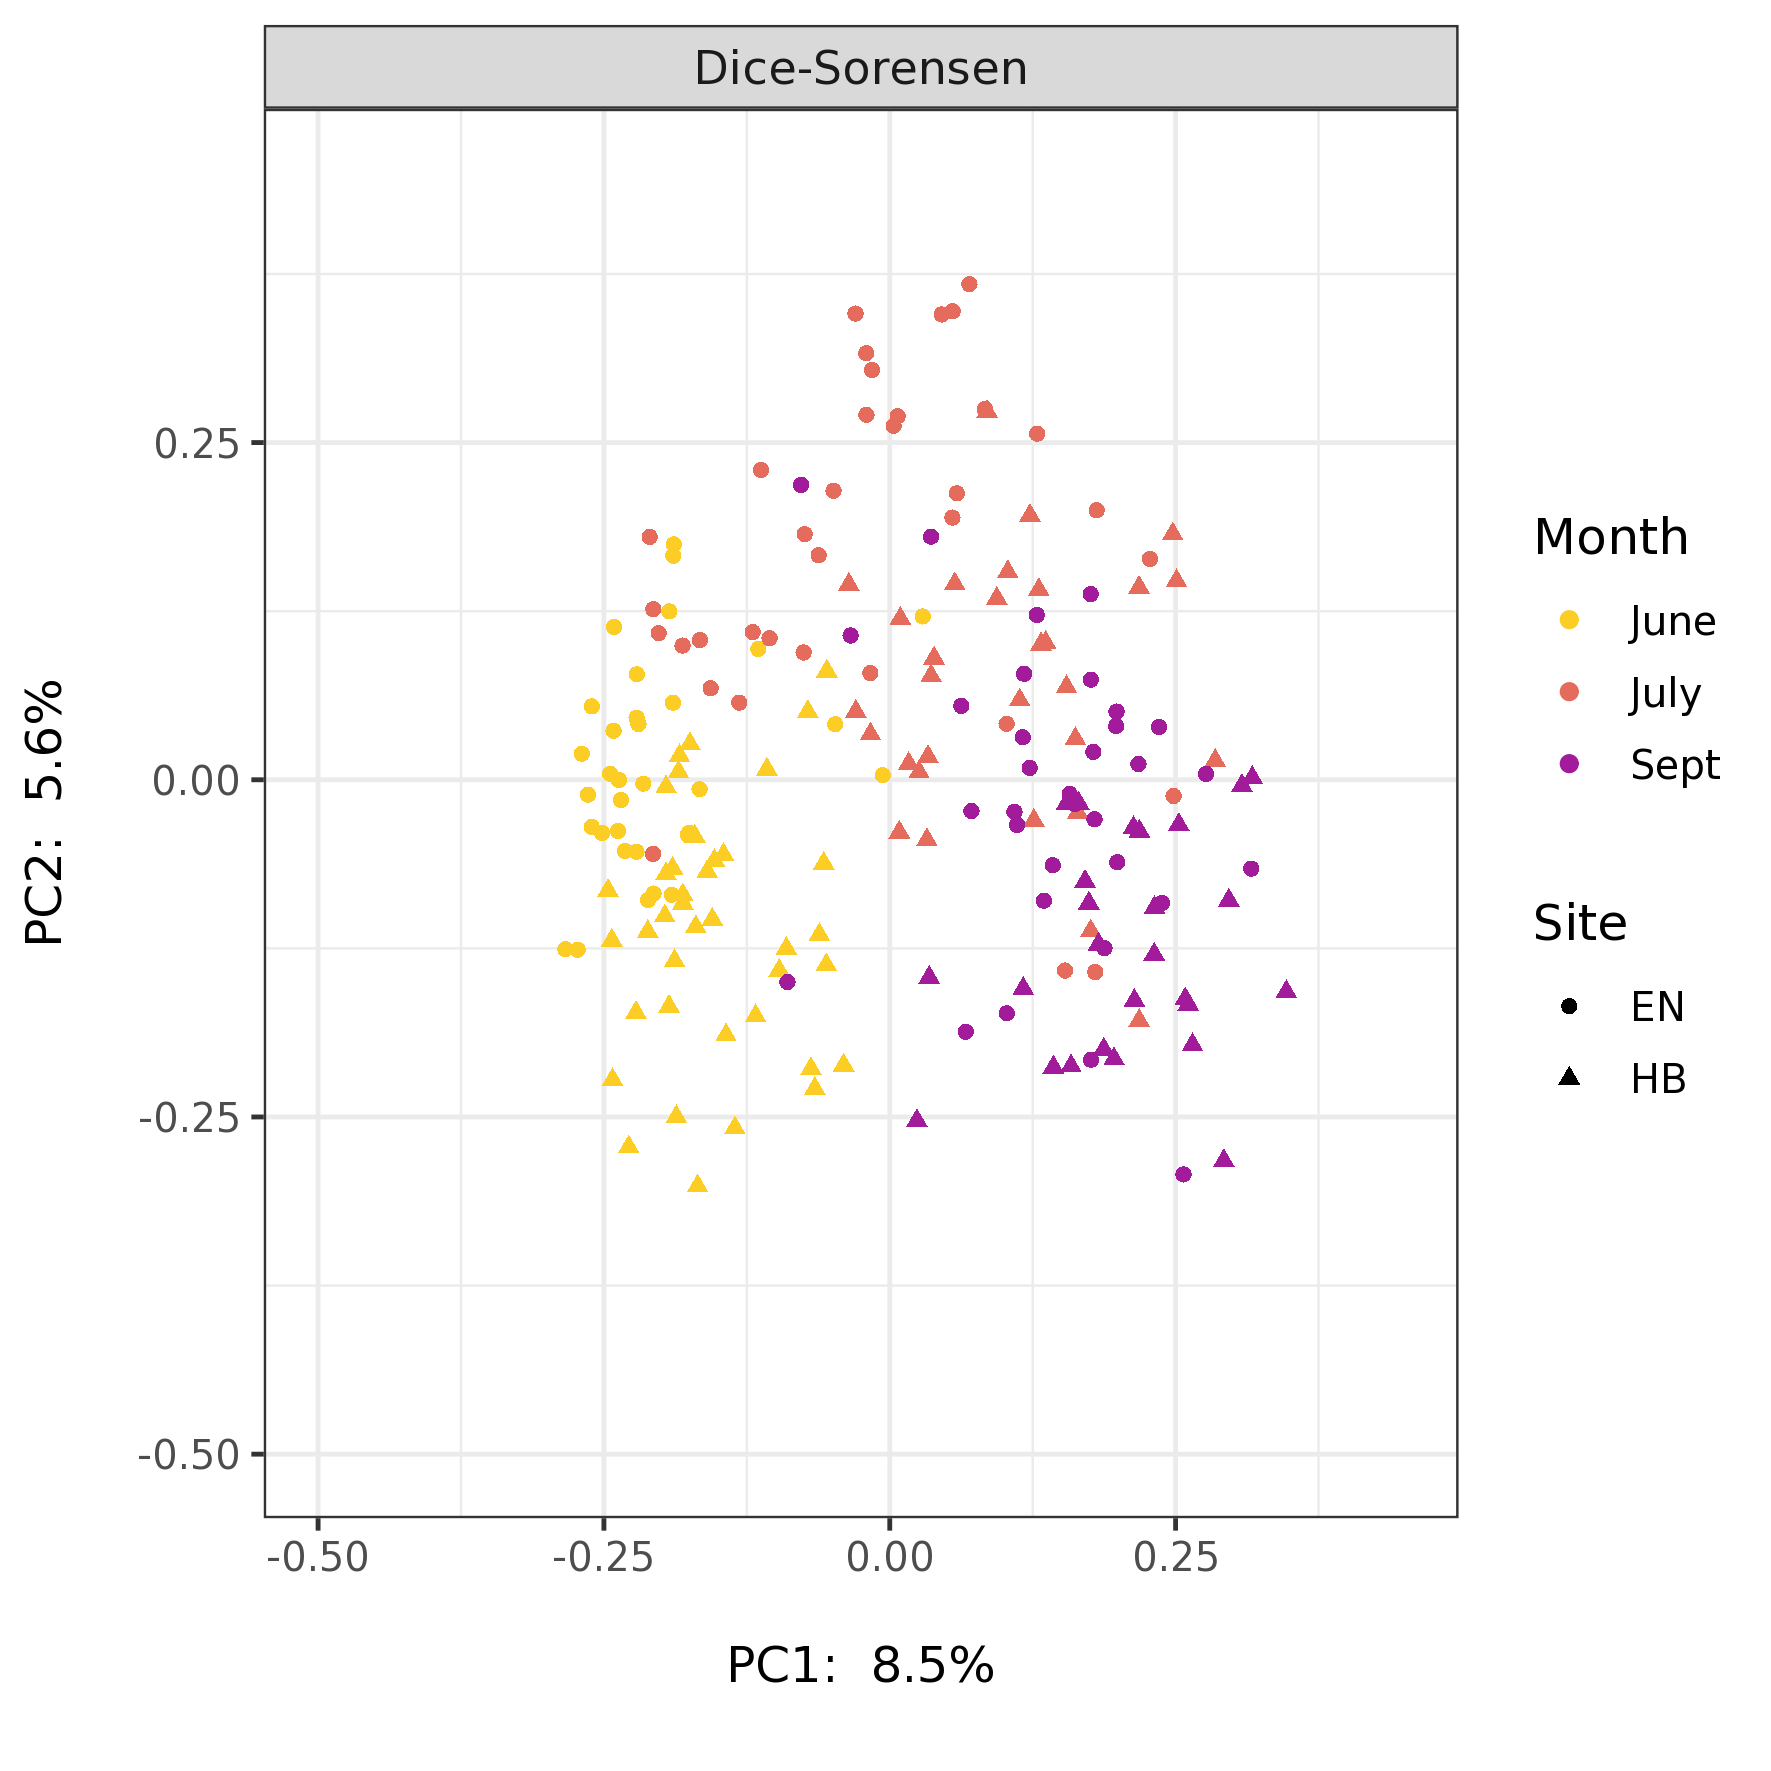 Dice-Sorensen
PC2:  5.6%
0.25
0.00
-0.25
-0.50
-0.50
-0.25
0.00
0.25
PC1:  8.5%
Month
June
July
Sept
Site
EN
HB